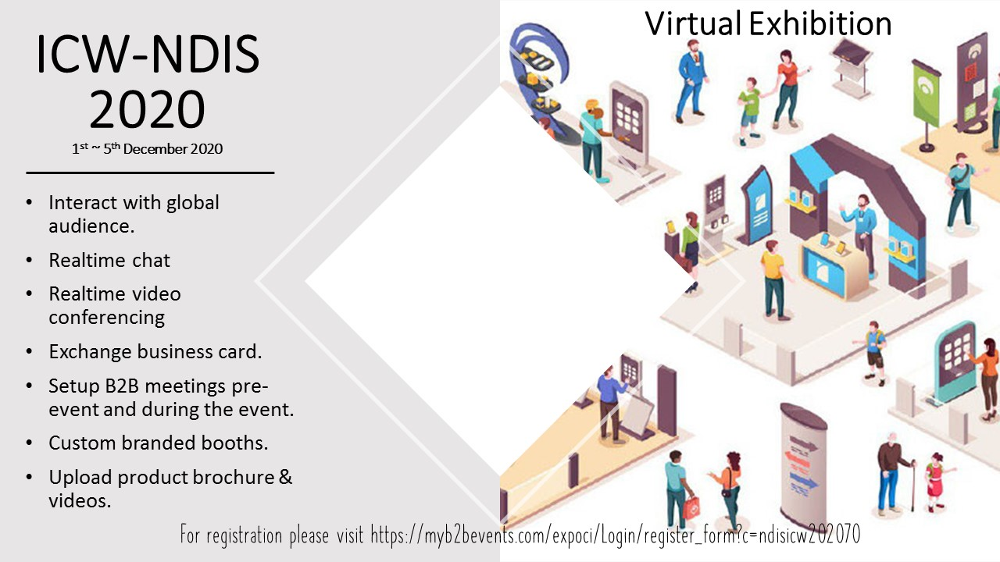 ICW-NDIS
2020
1st ~ 5th December 2020
• Interact with global
audience.
• Realtime chat
• Realtime video
conferencing
• Exchange business card.
• Setup B2B meetings pre-
event and during the event.
• Custom branded booths.
• Upload product brochure &
videos.
Virtual Exhibition
For registration please visit https://myb2bevents.com/expoci/Login/register_form?c=ndisicw202070